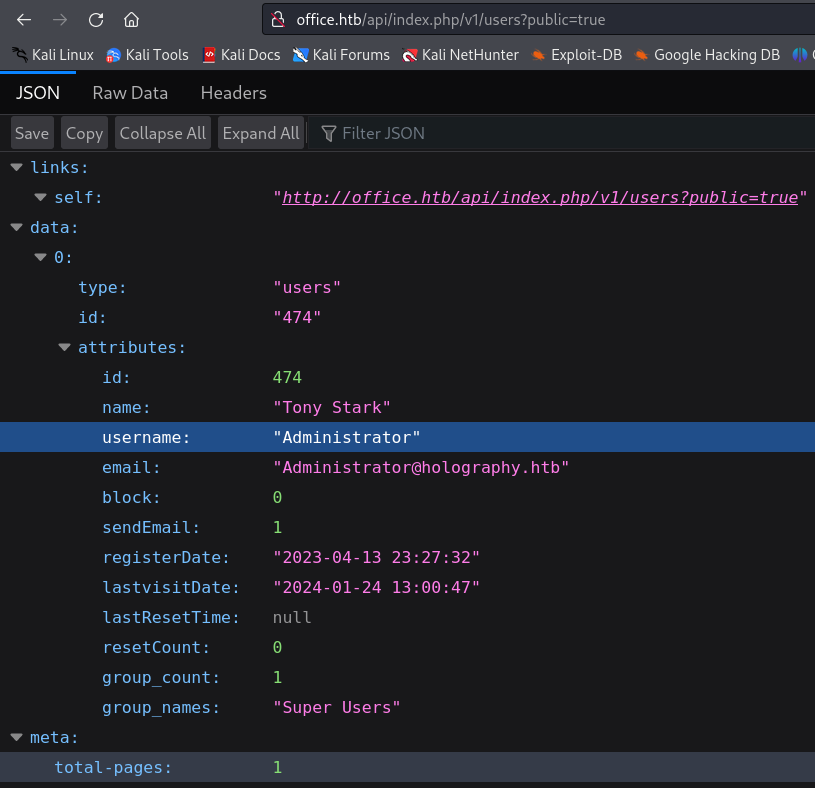 office.htb/api/index.php/v1/users?public=true
Kali Linux Kali Tools Kali Docs Kali Forums Kali NetHunter Exploit-DB Google Hacking DB
JSON Raw Data Headers
Save Copy Collapse All Expand All Filter JSON
links:
self: "http://office.htb/api/index.php/v1/users?public=true"
data:
0:
type: "users"
id: "474"
attributes:
id: 474
name: "Tony Stark"
username: "Administrator"
email: "Administrator@holography.htb"
block: 0
sendEmail: 1
registerDate: "2023-04-13 23:27:32"
lastvisitDate: "2024-01-24 13:00:47"
lastResetTime: null
resetCount: 0
group_count: 1
group_names: "Super Users"
meta:
total-pages: 1